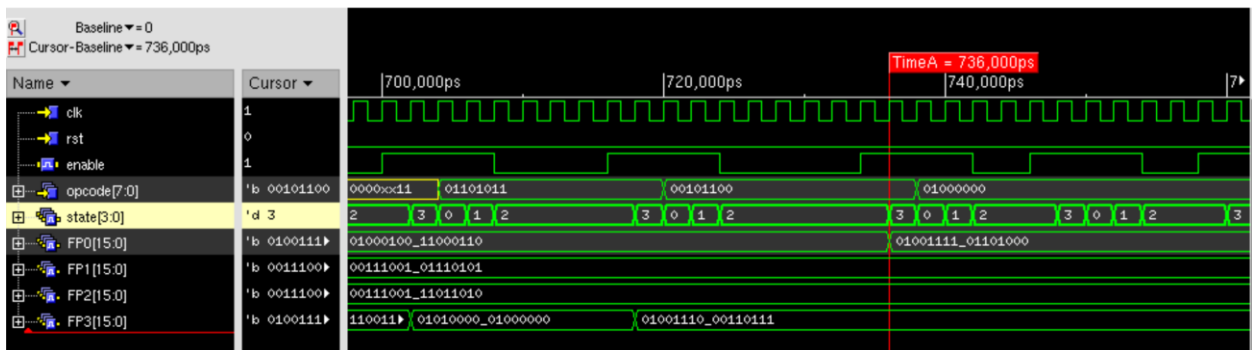 Baseline ▼= 0
Cursor-Baseline ▼= 736,000ps
TimeA = 736,000ps
Name ▼ Cursor ▼ |700,000ps |720,000ps |740,000ps |7▶
clk 1
rst 0
enable 1
opcode[7:0] 'b 00101100 0000xx11 01101011 00101100 01000000
state[3:0] 'd 3 2 3 0 1 2 3 0 1 2 3 0 1 2 3 0 1 2 3
FP0[15:0] 'b 0100111▶ 01000100_11000110 01001111_01101000
FP1[15:0] 'b 0011100▶ 00111001_01110101
FP2[15:0] 'b 0011100▶ 00111001_11011010
FP3[15:0] 'b 0100111▶ 110011▶ 01010000_01000000 01001110_00110111